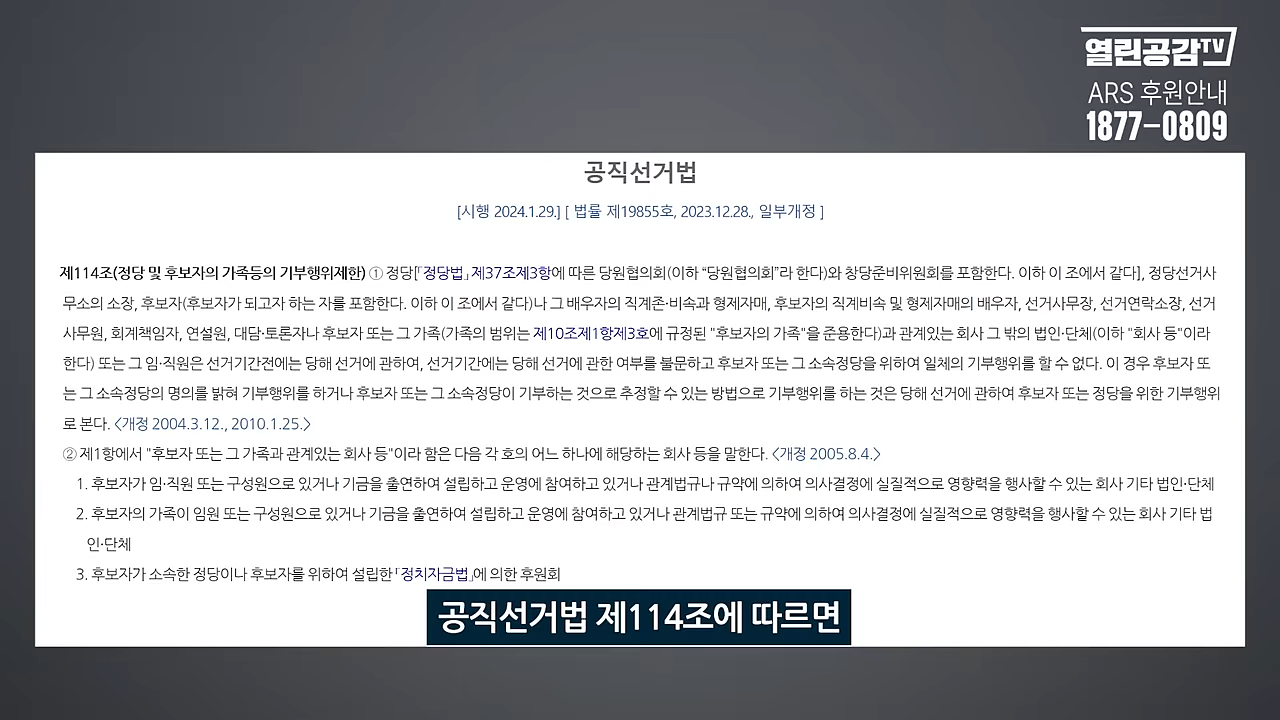 열린공감TV
ARS 후원안내
1877-0809
공직선거법
[시행 2024.1.29.] [ 법률 제19855호, 2023.12.28., 일부개정 ]
제114조(정당 및 후보자의 가족등의 기부행위제한) ① 정당[「정당법」 제37조제3항에 따른 당원협의회(이하 “당원협의회”라 한다)와 창당준비위원회를 포함한다. 이하 이 조에서 같다], 정당선거사
무소의 소장, 후보자(후보자가 되고자 하는 자를 포함한다. 이하 이 조에서 같다)나 그 배우자의 직계존·비속과 형제자매, 후보자의 직계비속 및 형제자매의 배우자, 선거사무장, 선거연락소장, 선거
사무원, 회계책임자, 연설원, 대담·토론자나 후보자 또는 그 가족(가족의 범위는 제10조제1항제3호에 규정된 "후보자의 가족"을 준용한다)과 관계있는 회사 그 밖의 법인·단체(이하 "회사 등"이라
한다) 또는 그 임·직원은 선거기간전에는 당해 선거에 관하여, 선거기간에는 당해 선거에 관한 여부를 불문하고 후보자 또는 그 소속정당을 위하여 일체의 기부행위를 할 수 없다. 이 경우 후보자 또
는 그 소속정당의 명의를 밝혀 기부행위를 하거나 후보자 또는 그 소속정당이 기부하는 것으로 추정할 수 있는 방법으로 기부행위를 하는 것은 당해 선거에 관하여 후보자 또는 정당을 위한 기부행위
로 본다. <개정 2004.3.12., 2010.1.25.>
② 제1항에서 "후보자 또는 그 가족과 관계있는 회사 등"이라 함은 다음 각 호의 어느 하나에 해당하는 회사 등을 말한다. <개정 2005.8.4.>
1. 후보자가 임·직원 또는 구성원으로 있거나 기금을 출연하여 설립하고 운영에 참여하고 있거나 관계법규나 규약에 의하여 의사결정에 실질적으로 영향력을 행사할 수 있는 회사 기타 법인·단체
2. 후보자의 가족이 임원 또는 구성원으로 있거나 기금을 출연하여 설립하고 운영에 참여하고 있거나 관계법규 또는 규약에 의하여 의사결정에 실질적으로 영향력을 행사할 수 있는 회사 기타 법
인·단체
3. 후보자가 소속한 정당이나 후보자를 위하여 설립한 「정치자금법」에 의한 후원회
공직선거법 제114조에 따르면